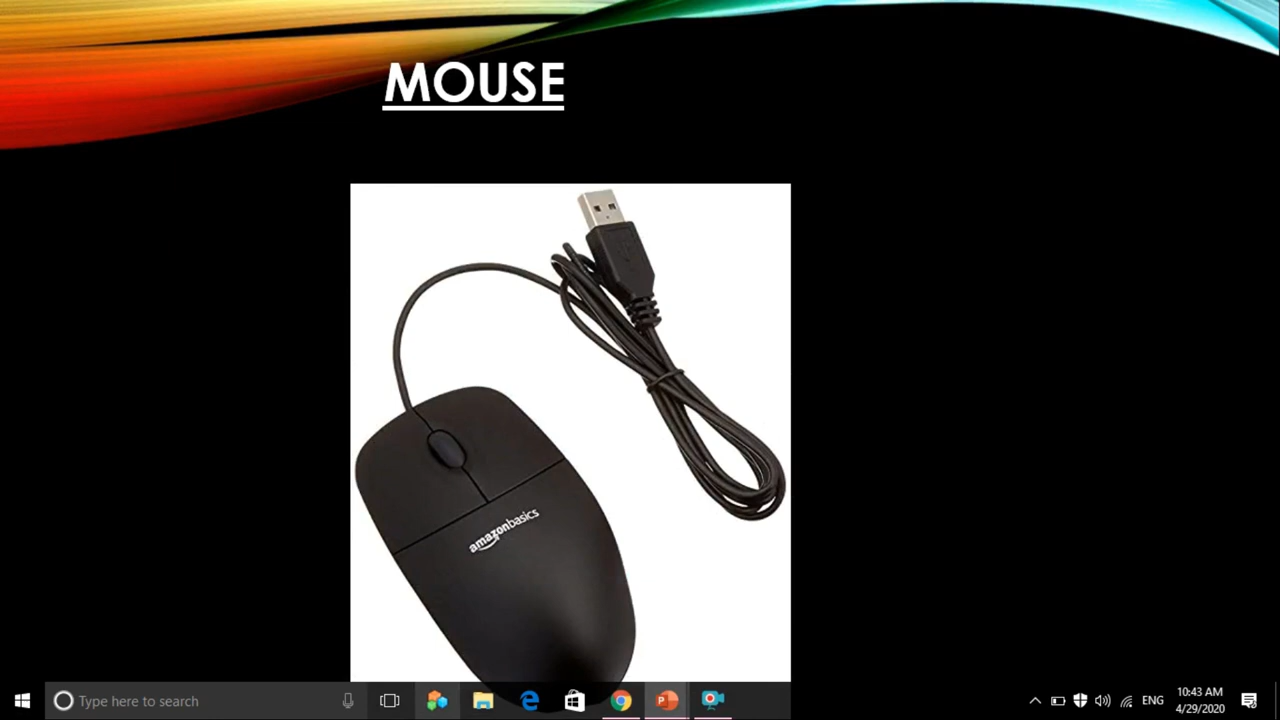 MOUSE
amazonbasics
Type here to search
ENG
10:43 AM
4/29/2020